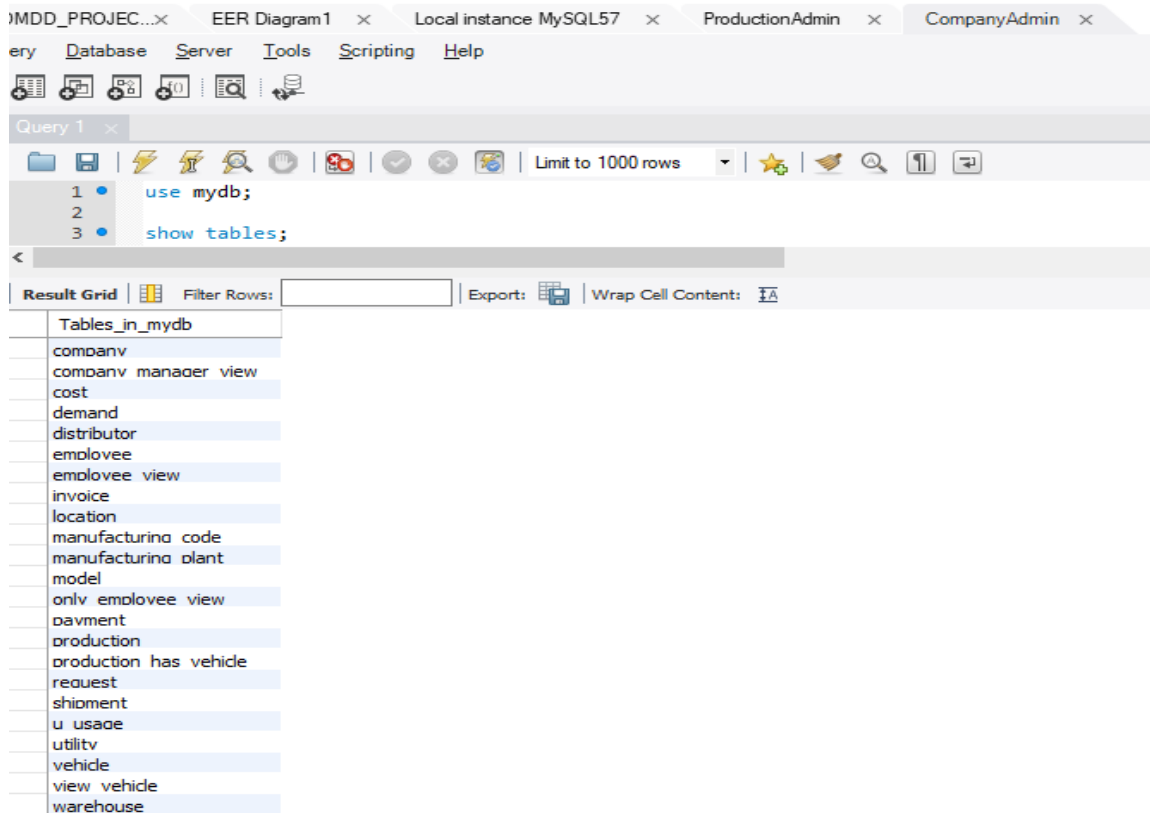 OMDD_PROJEC... EER Diagram1 Local instance MySQL57 ProductionAdmin CompanyAdmin
ery Database Server Tools Scripting Help
Query 1
Limit to 1000 rows
1 use mydb;
2
3 show tables;
Result Grid Filter Rows: Export: Wrap Cell Content:
Tables_in_mydb
company
company_manager_view
cost
demand
distributor
employee
employee_view
invoice
location
manufacturing_code
manufacturing_plant
model
only_employee_view
payment
production
production_has_vehicle
request
shipment
u_usage
utility
vehicle
view_vehicle
warehouse